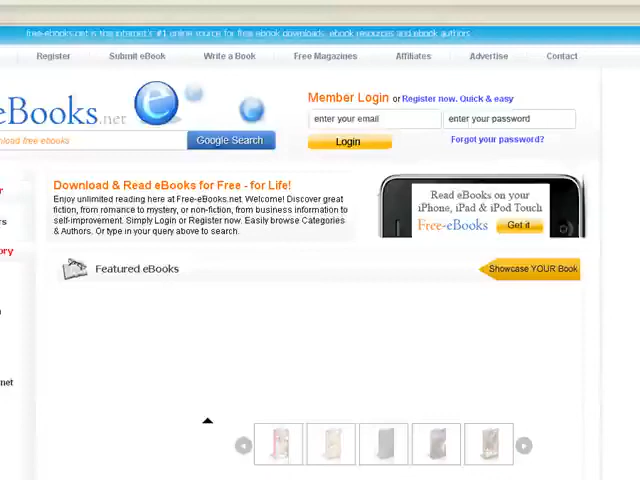 free-ebooks.net is the internet's #1 online source for free ebook downloads, ebook resources and ebook authors
Register Submit eBook Write a Book Free Magazines Affiliates Advertise Contact
eBooks.net
Member Login or Register now. Quick & easy
enter your email enter your password
nload free ebooks Google Search
Login Forgot your password?
Download & Read eBooks for Free - for Life!
Enjoy unlimited reading here at Free-eBooks.net. Welcome! Discover great
fiction, from romance to mystery, or non-fiction, from business information to
self-improvement. Simply Login or Register now. Easily browse Categories
& Authors. Or type in your query above to search.
Read eBooks on your
iPhone, iPad & iPod Touch
Free-eBooks Get it
r
rs
ory
Featured eBooks
Showcase YOUR Book
net